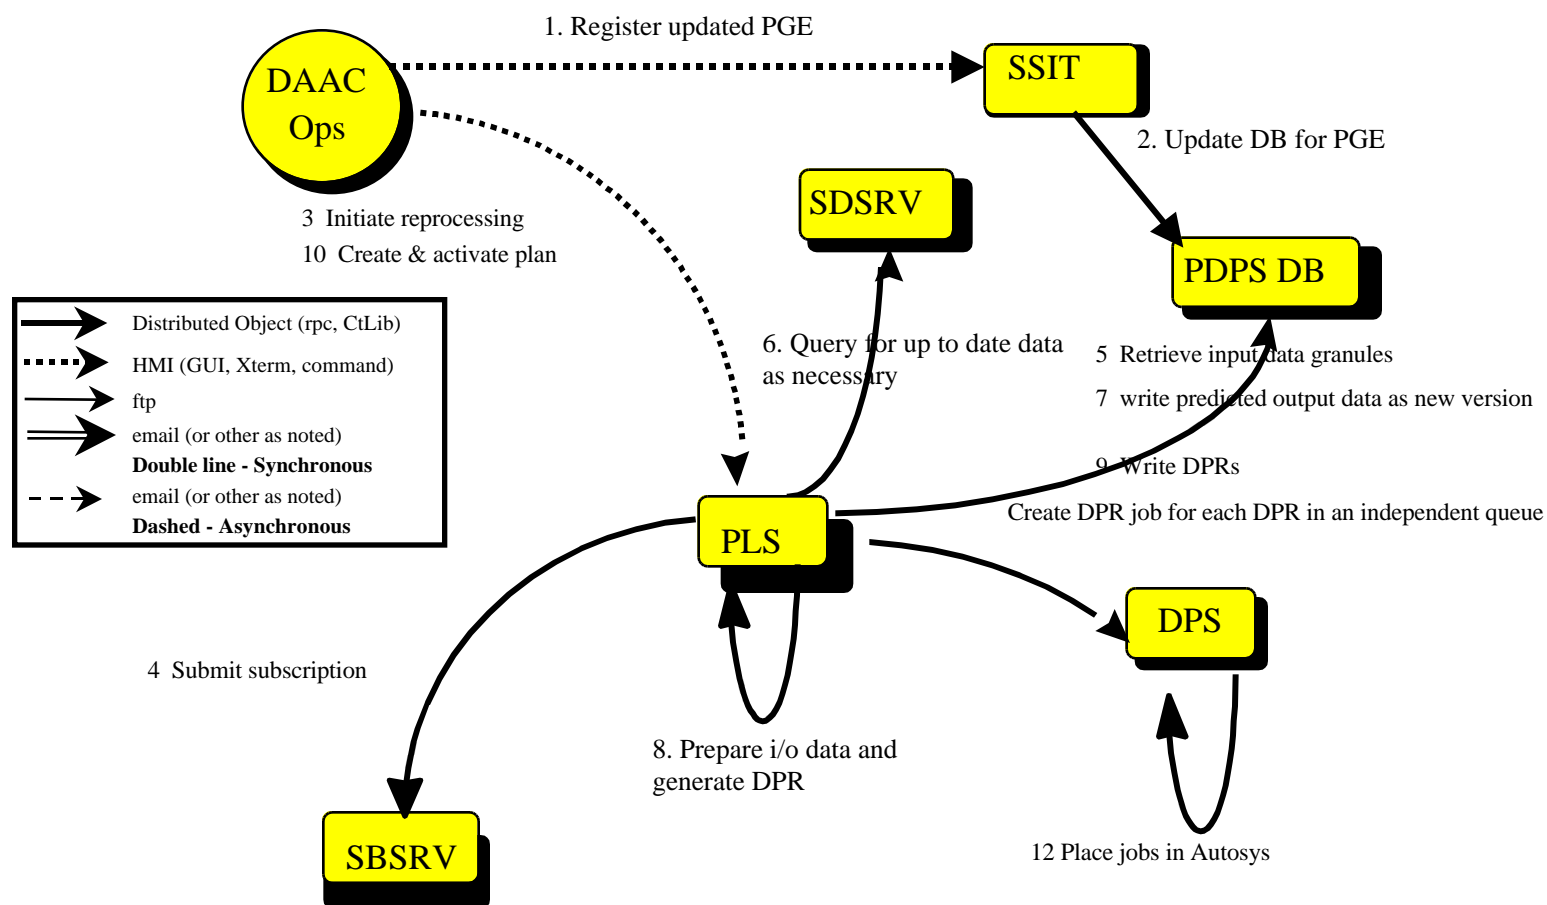 1. Register updated PGE
DAAC
Ops
SSIT
2. Update DB for PGE
SDSRV
3 Initiate reprocessing
10 Create & activate plan
PDPS DB
Distributed Object (rpc, CtLib)
HMI (GUI, Xterm, command)
ftp
email (or other as noted)
Double line - Synchronous
email (or other as noted)
Dashed - Asynchronous
6. Query for up to date data
as necessary
5 Retrieve input data granules
7 write predicted output data as new version
9 Write DPRs
Create DPR job for each DPR in an independent queue
PLS
DPS
4 Submit subscription
8. Prepare i/o data and
generate DPR
12 Place jobs in Autosys
SBSRV